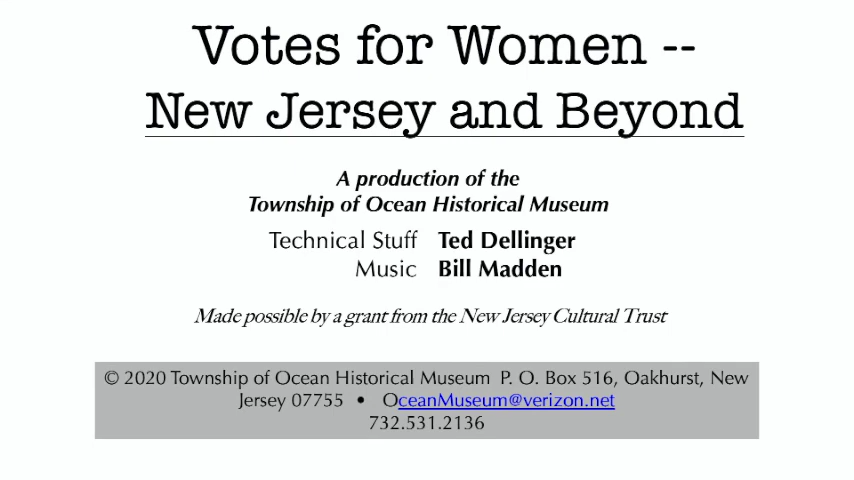 Votes for Women --
New Jersey and Beyond
A production of the
Township of Ocean Historical Museum
Technical Stuff Ted Dellinger
Music Bill Madden
Made possible by a grant from the New Jersey Cultural Trust
© 2020 Township of Ocean Historical Museum P. O. Box 516, Oakhurst, New
Jersey 07755 • OceanMuseum@verizon.net
732.531.2136